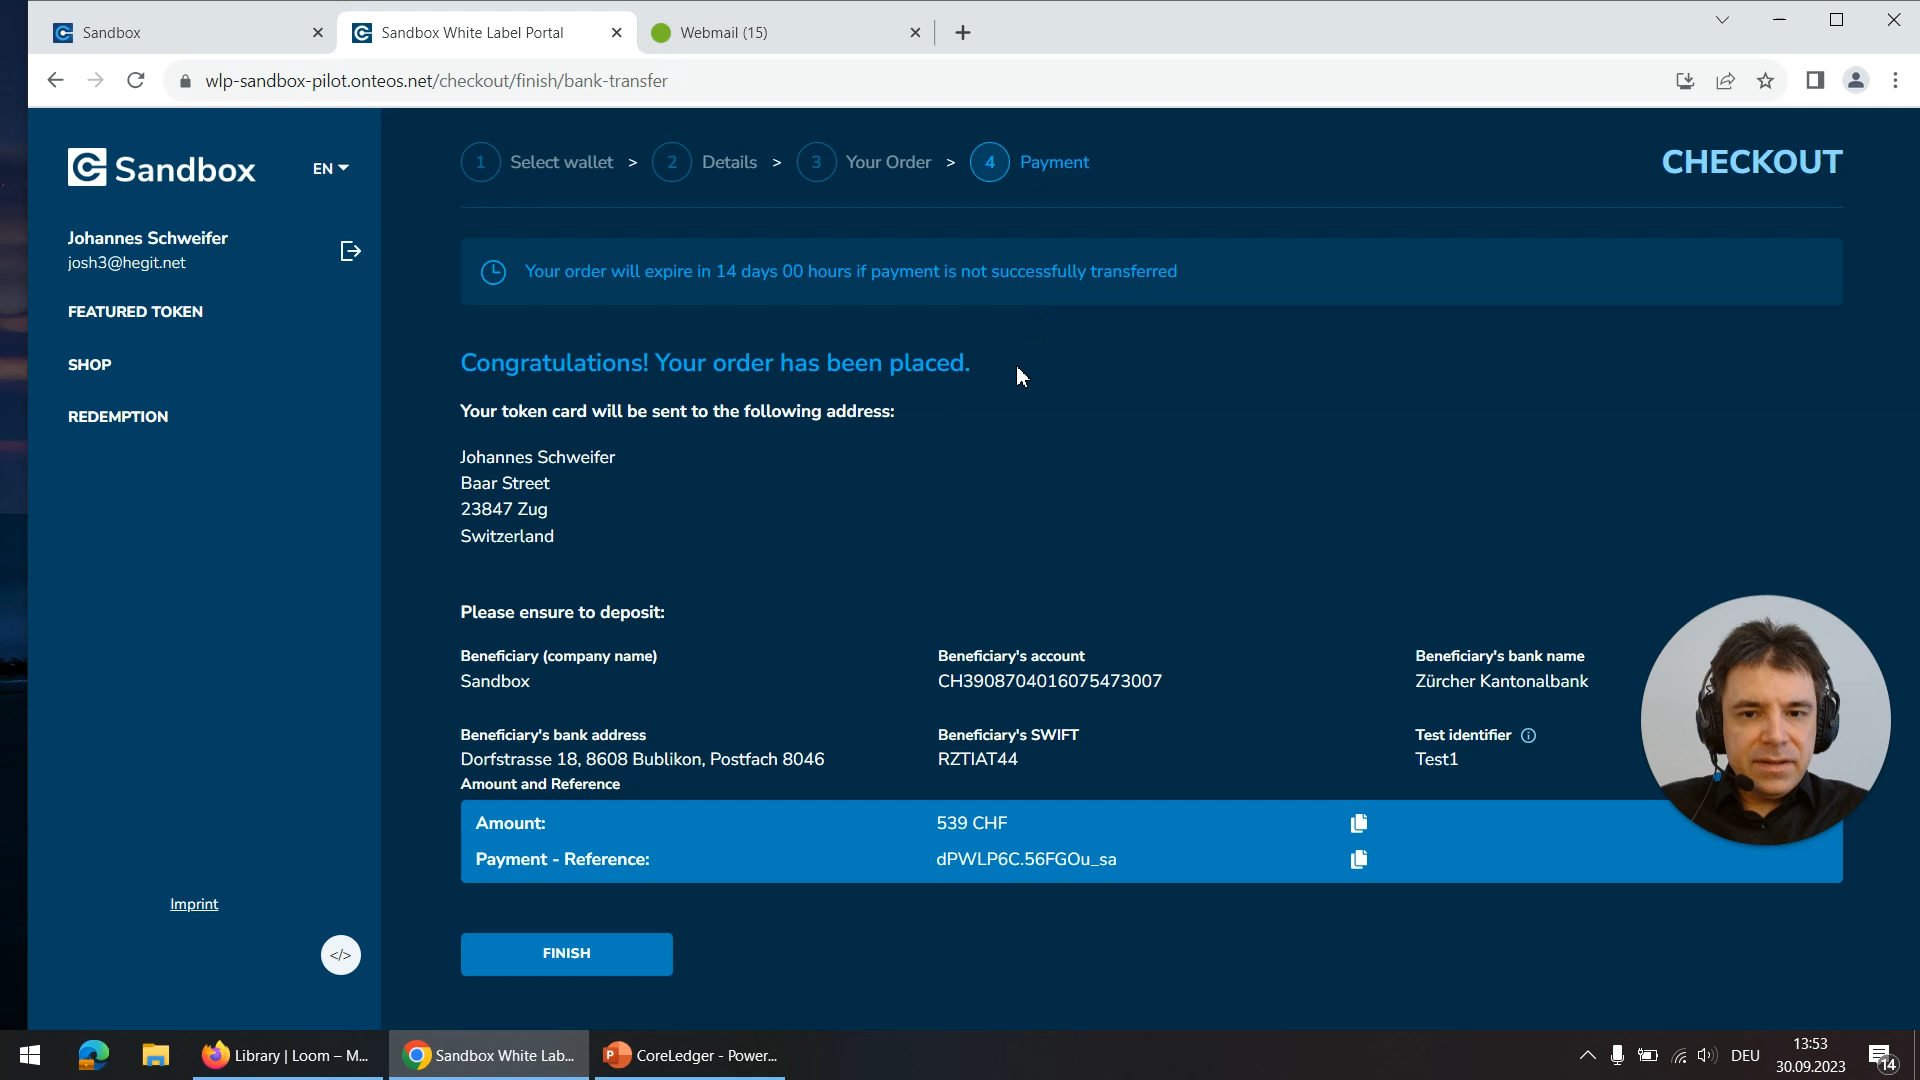 Sandbox
Sandbox White Label Portal
Webmail (15)
wlp-sandbox-pilot.onteos.net/checkout/finish/bank-transfer
Sandbox
EN
Johannes Schweifer
josh3@hegit.net
FEATURED TOKEN
SHOP
REDEMPTION
Imprint
</>
1 Select wallet > 2 Details > 3 Your Order > 4 Payment
CHECKOUT
Your order will expire in 14 days 00 hours if payment is not successfully transferred
Congratulations! Your order has been placed.
Your token card will be sent to the following address:
Johannes Schweifer
Baar Street
23847 Zug
Switzerland
Please ensure to deposit:
Beneficiary (company name)
Sandbox
Beneficiary's account
CH3908704016075473007
Beneficiary's bank name
Zürcher Kantonalbank
Beneficiary's bank address
Dorfstrasse 18, 8608 Bublikon, Postfach 8046
Beneficiary's SWIFT
RZTIAT44
Test identifier
Test1
Amount and Reference
Amount: 539 CHF
Payment - Reference: dPWLP6C.56FGOu_sa
FINISH
Library | Loom – M...
Sandbox White Lab...
CoreLedger - Power...
DEU
13:53
30.09.2023
14